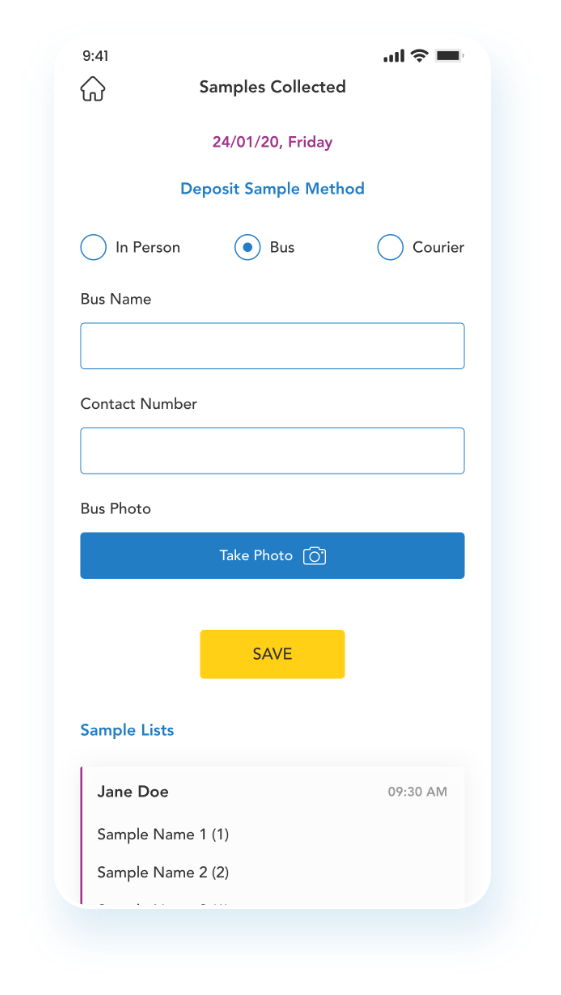 9:41
Samples Collected
24/01/20, Friday
Deposit Sample Method
In Person Bus Courier
Bus Name
Contact Number
Bus Photo
Take Photo
SAVE
Sample Lists
Jane Doe 09:30 AM
Sample Name 1 (1)
Sample Name 2 (2)